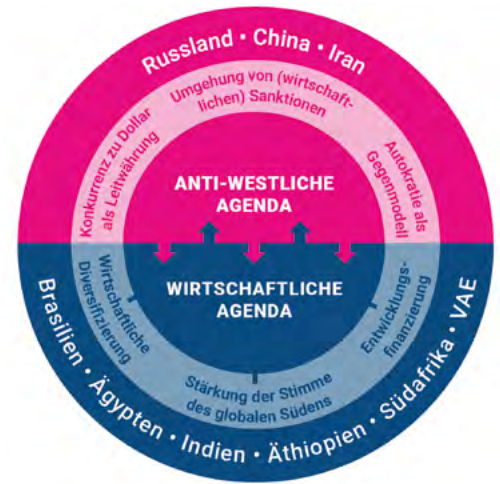 Russland • China • Iran
Umgehung von (wirtschaft-
lichen) Sanktionen
Konkurrenz zu Dollar
als Leitwährung
Autokratie als
Gegenmodell
ANTI-WESTLICHE
AGENDA
WIRTSCHAFTLICHE
AGENDA
Wirtschaftliche
Diversifizierung
Entwicklungs-
finanzierung
Stärkung der Stimme
des globalen Südens
Brasilien • Ägypten • Indien • Äthiopien • Südafrika • VAE